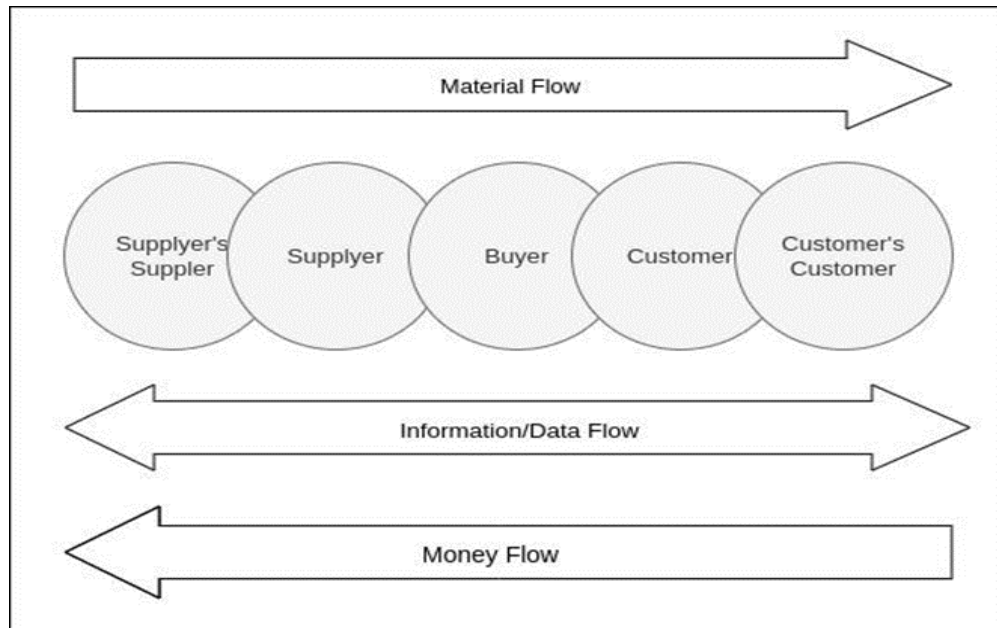 Material Flow
Supplyer's
Suppler
Supplyer
Buyer
Customer
Customer's
Customer
Information/Data Flow
Money Flow